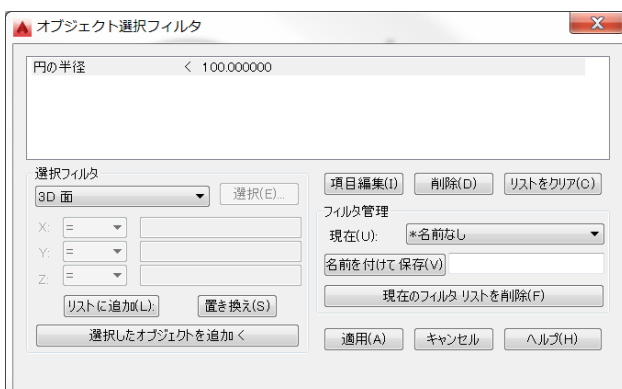 オブジェクト選択フィルタ
円の半径 < 100.000000
選択フィルタ
3D 面 選択(E)...
X: =
Y: =
Z: =
リストに追加(L): 置き換え(S)
選択したオブジェクトを追加 <
項目編集(I) 削除(D) リストをクリア(C)
フィルタ管理
現在(U): *名前なし
名前を付けて保存(V)
現在のフィルタ リストを削除(F)
適用(A) キャンセル ヘルプ(H)